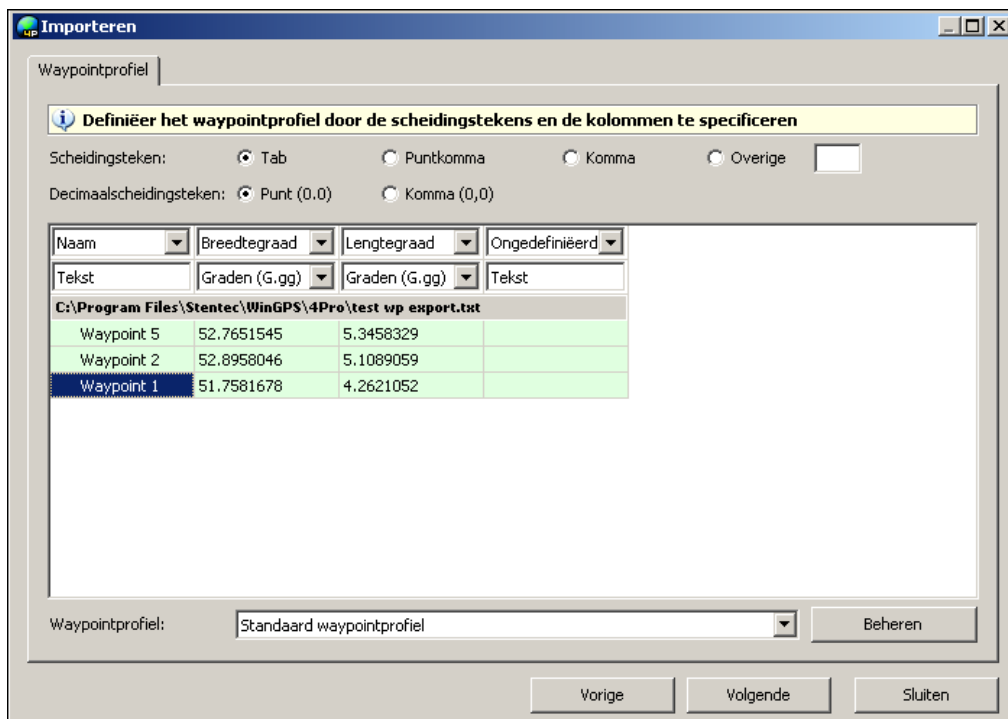 Importeren
Waypointprofiel
Definiëer het waypointprofiel door de scheidingstekens en de kolommen te specificeren
Scheidingsteken: Tab Puntkomma Komma Overige
Decimaalscheidingsteken: Punt (0.0) Komma (0,0)
Naam Breedtegraad Lengtegraad Ongedefiniëerd
Tekst Graden (G.gg) Graden (G.gg) Tekst
C:\Program Files\Stentec\WinGPS\4Pro\test wp export.txt
Waypoint 5 52.7651545 5.3458329
Waypoint 2 52.8958046 5.1089059
Waypoint 1 51.7581678 4.2621052
Waypointprofiel: Standaard waypointprofiel Beheren
Vorige Volgende Sluiten